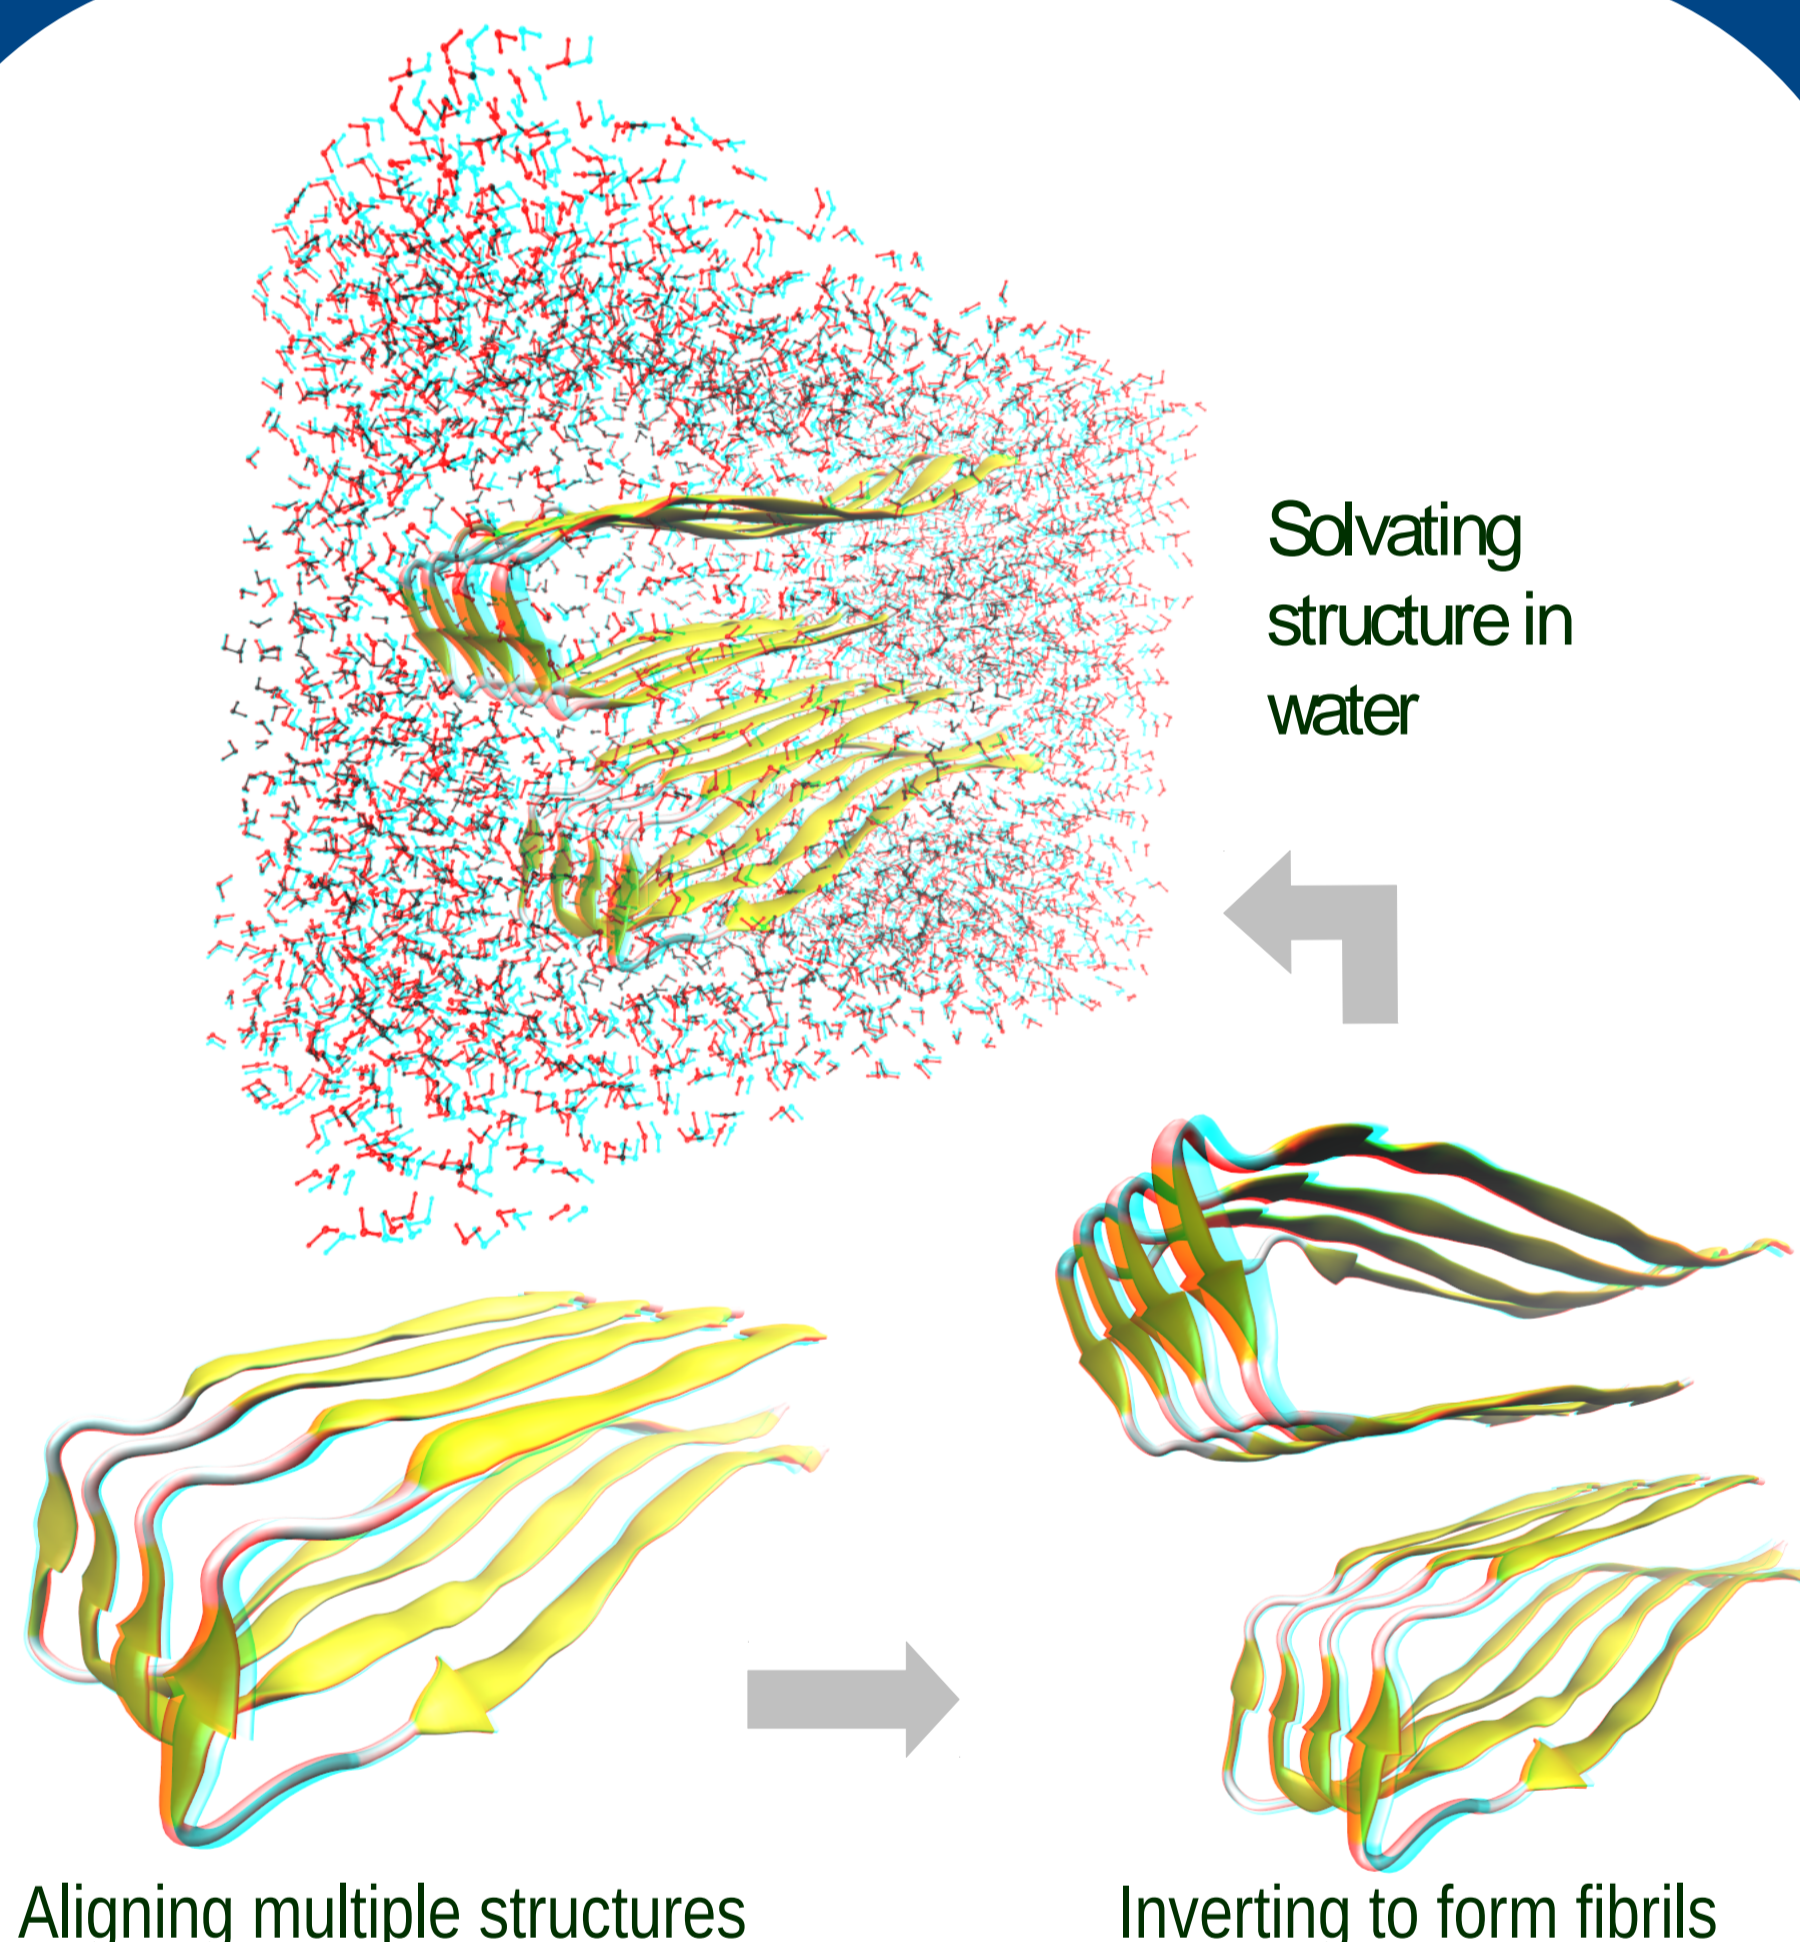 Solvating
structure in
water
Aligning multiple structures
Inverting to form fibrils